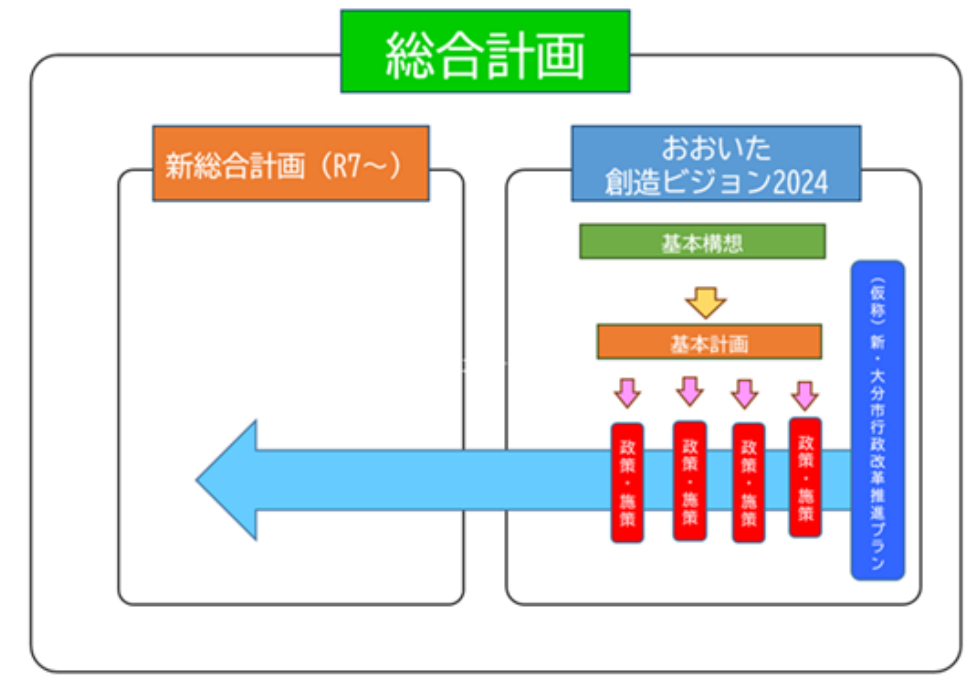 総合計画
新総合計画（R7～）
おおいた
創造ビジョン2024
基本構想
基本計画
政策・施策
政策・施策
政策・施策
政策・施策
（仮称）新・大分市行政改革推進プラン